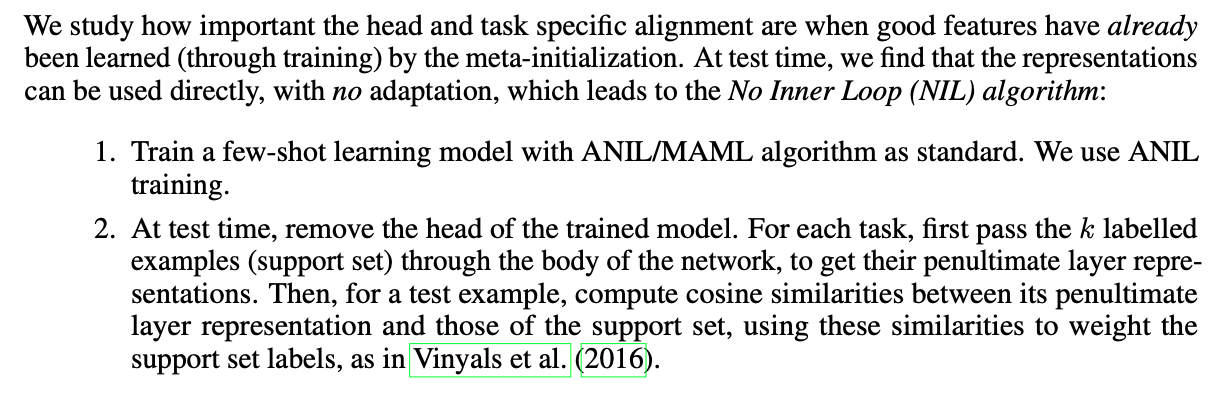 We study how important the head and task specific alignment are when good features have already
been learned (through training) by the meta-initialization. At test time, we find that the representations
can be used directly, with no adaptation, which leads to the No Inner Loop (NIL) algorithm:
1. Train a few-shot learning model with ANIL/MAML algorithm as standard. We use ANIL
training.
2. At test time, remove the head of the trained model. For each task, first pass the k labelled
examples (support set) through the body of the network, to get their penultimate layer repre-
sentations. Then, for a test example, compute cosine similarities between its penultimate
layer representation and those of the support set, using these similarities to weight the
support set labels, as in Vinyals et al. (2016).